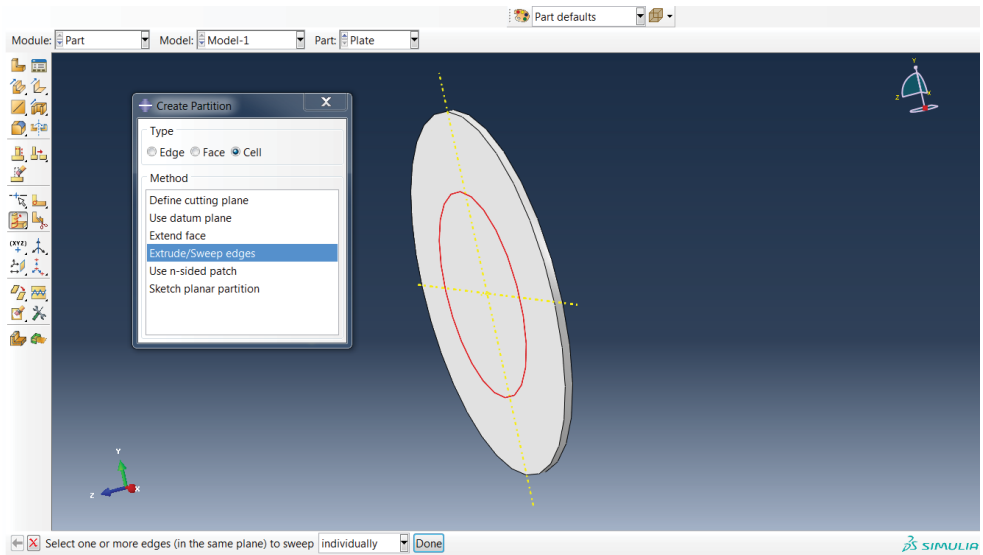 Part defaults
Module: Part Model: Model-1 Part: Plate
Create Partition
X
Type
Edge Face Cell
Method
Define cutting plane
Use datum plane
Extend face
Extrude/Sweep edges
Use n-sided patch
Sketch planar partition
(XYZ)
Y
Z X
Y
Z X
Select one or more edges (in the same plane) to sweep individually Done
SIMULIA